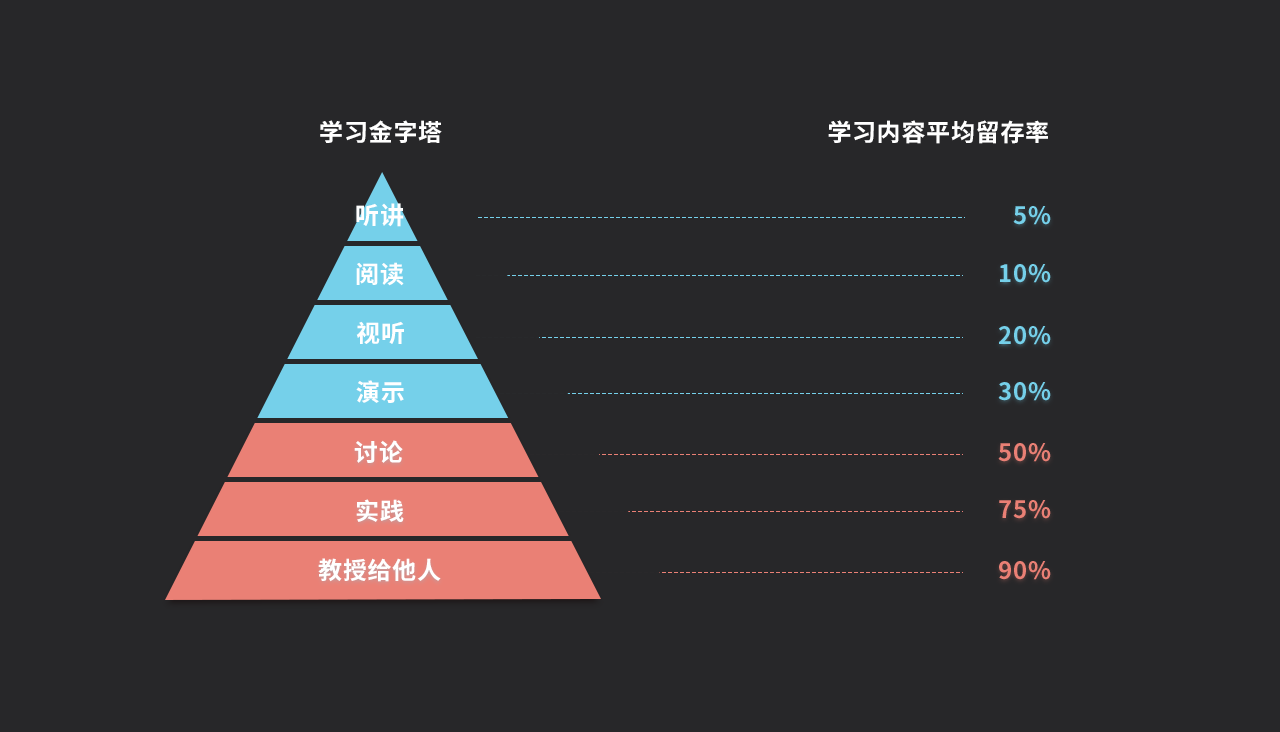 学习金字塔 学习内容平均留存率
听讲 5%
阅读 10%
视听 20%
演示 30%
讨论 50%
实践 75%
教授给他人 90%